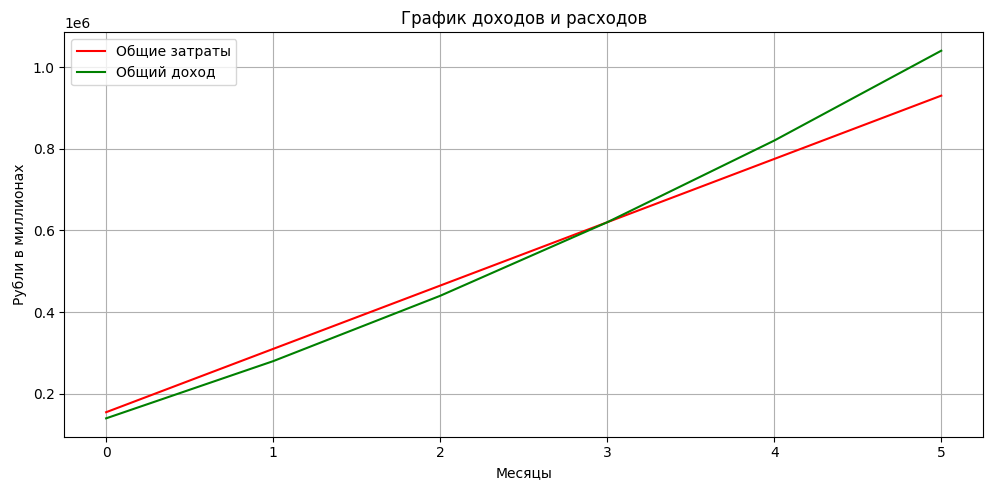 График доходов и расходов
1e6
Общие затраты
Общий доход
1.0
0.8
0.6
0.4
0.2
Рубли в миллионах
0 1 2 3 4 5
Месяцы